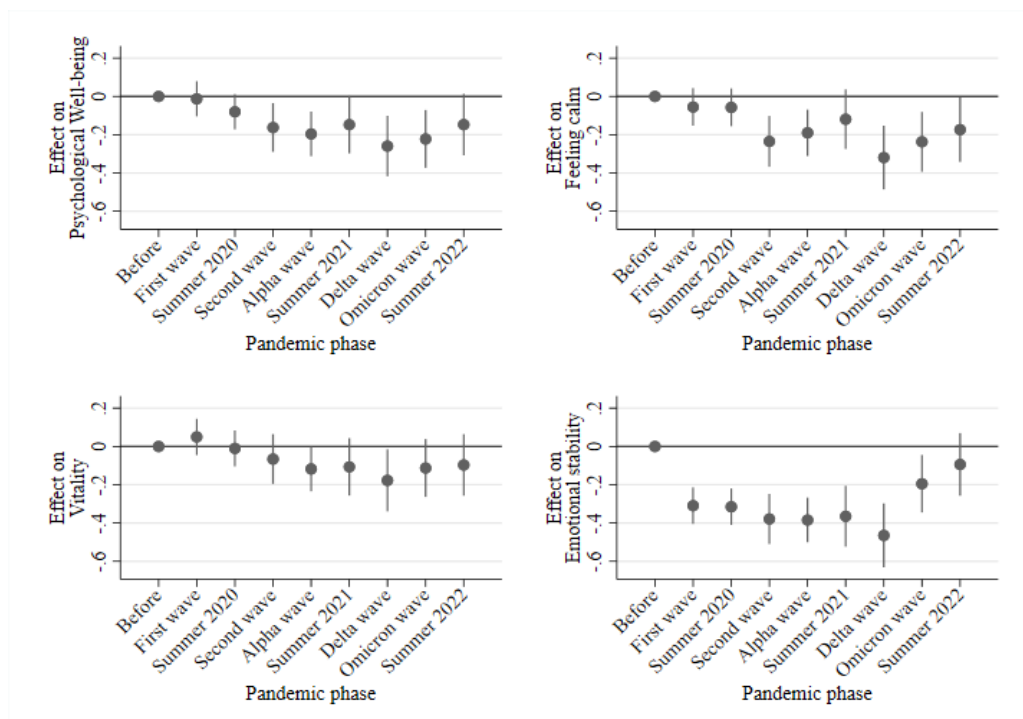 Effect on
Psychological Well-being
.2
0
-.2
-.4
-.6
Before
First wave
Summer 2020
Second wave
Alpha wave
Summer 2021
Delta wave
Omicron wave
Summer 2022
Pandemic phase
Effect on
Feeling calm
.2
0
-.2
-.4
-.6
Before
First wave
Summer 2020
Second wave
Alpha wave
Summer 2021
Delta wave
Omicron wave
Summer 2022
Pandemic phase
Effect on
Vitality
.2
0
-.2
-.4
-.6
Before
First wave
Summer 2020
Second wave
Alpha wave
Summer 2021
Delta wave
Omicron wave
Summer 2022
Pandemic phase
Effect on
Emotional stability
.2
0
-.2
-.4
-.6
Before
First wave
Summer 2020
Second wave
Alpha wave
Summer 2021
Delta wave
Omicron wave
Summer 2022
Pandemic phase